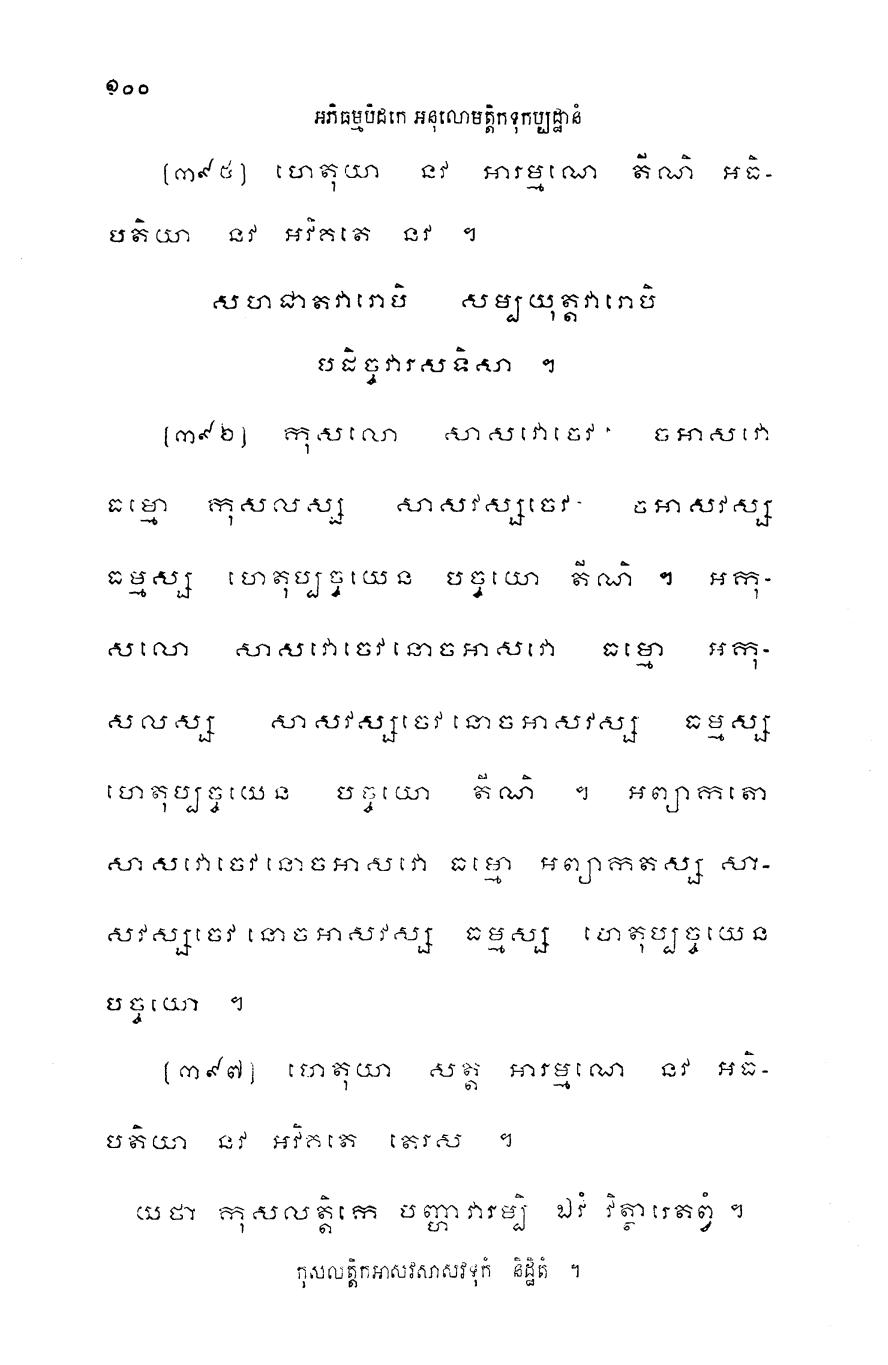 ១០០
អភិធម្មបិដកេ អនុលោមត្តិកទុកប្បដ្ឋានំ
(៣៩៥) ហេតុយា នវ អារម្មណេ តីណិ អធិ-
បតិយា នវ អវិគតេ នវ ។
សហជាតវារោបិ សម្បយុត្តវារោបិ
បដិច្ចវារសទិសា ។
(៣៩៦) កុសលោ សាសវោចេវ ចអាសវោ
ធម្មោ កុសលស្ស សាសវស្សចេវ ចអាសវស្ស
ធម្មស្ស ហេតុប្បច្ចយេន បច្ចយោ តីណិ ។ អកុ-
សលោ សាសវោចេវនោចអាសវោ ធម្មោ អកុ-
សលស្ស សាសវស្សចេវនោចអាសវស្ស ធម្មស្ស
ហេតុប្បច្ចយេន បច្ចយោ តីណិ ។ អព្យាកតោ
សាសវោចេវនោចអាសវោ ធម្មោ អព្យាកតស្ស សា-
សវស្សចេវនោចអាសវស្ស ធម្មស្ស ហេតុប្បច្ចយេន
បច្ចយោ ។
(៣៩៧) ហេតុយា សត្ត អារម្មណេ នវ អធិ-
បតិយា នវ អវិគតេ តេរស ។
យថា កុសលត្តិកេ បញ្ហាវារម្បិ ឯវំ វិត្ថារេតព្វំ ។
កុសលត្តិកអាសវសាសវទុកំ និដ្ឋិតំ ។